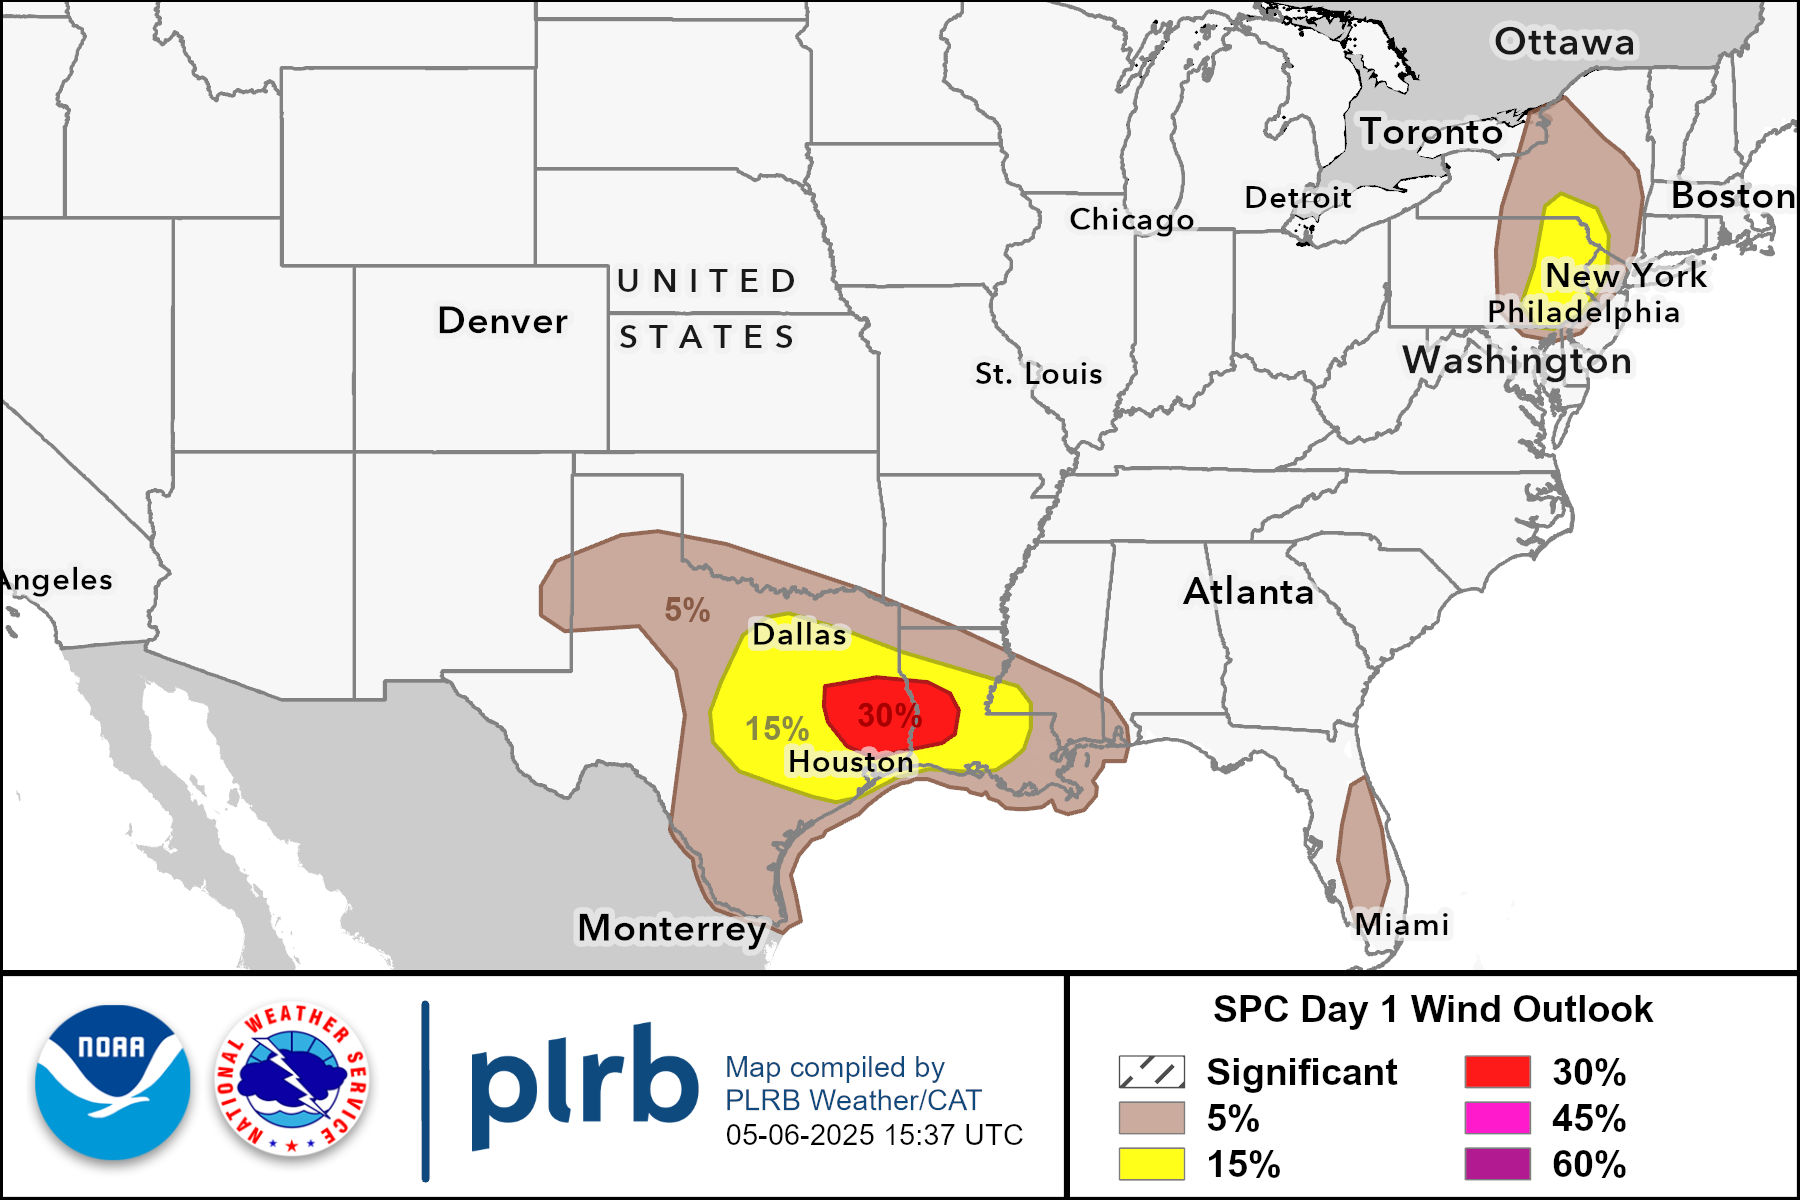 Ottawa
Toronto
Detroit
Boston
Chicago
New York
Philadelphia
UNITED
STATES
Denver
Washington
St. Louis
Angeles
Atlanta
5%
Dallas
30%
15%
Houston
Monterrey
Miami
NOAA
NATIONAL WEATHER SERVICE
plrb
Map compiled by
PLRB Weather/CAT
05-06-2025 15:37 UTC
SPC Day 1 Wind Outlook
Significant
5%
15%
30%
45%
60%